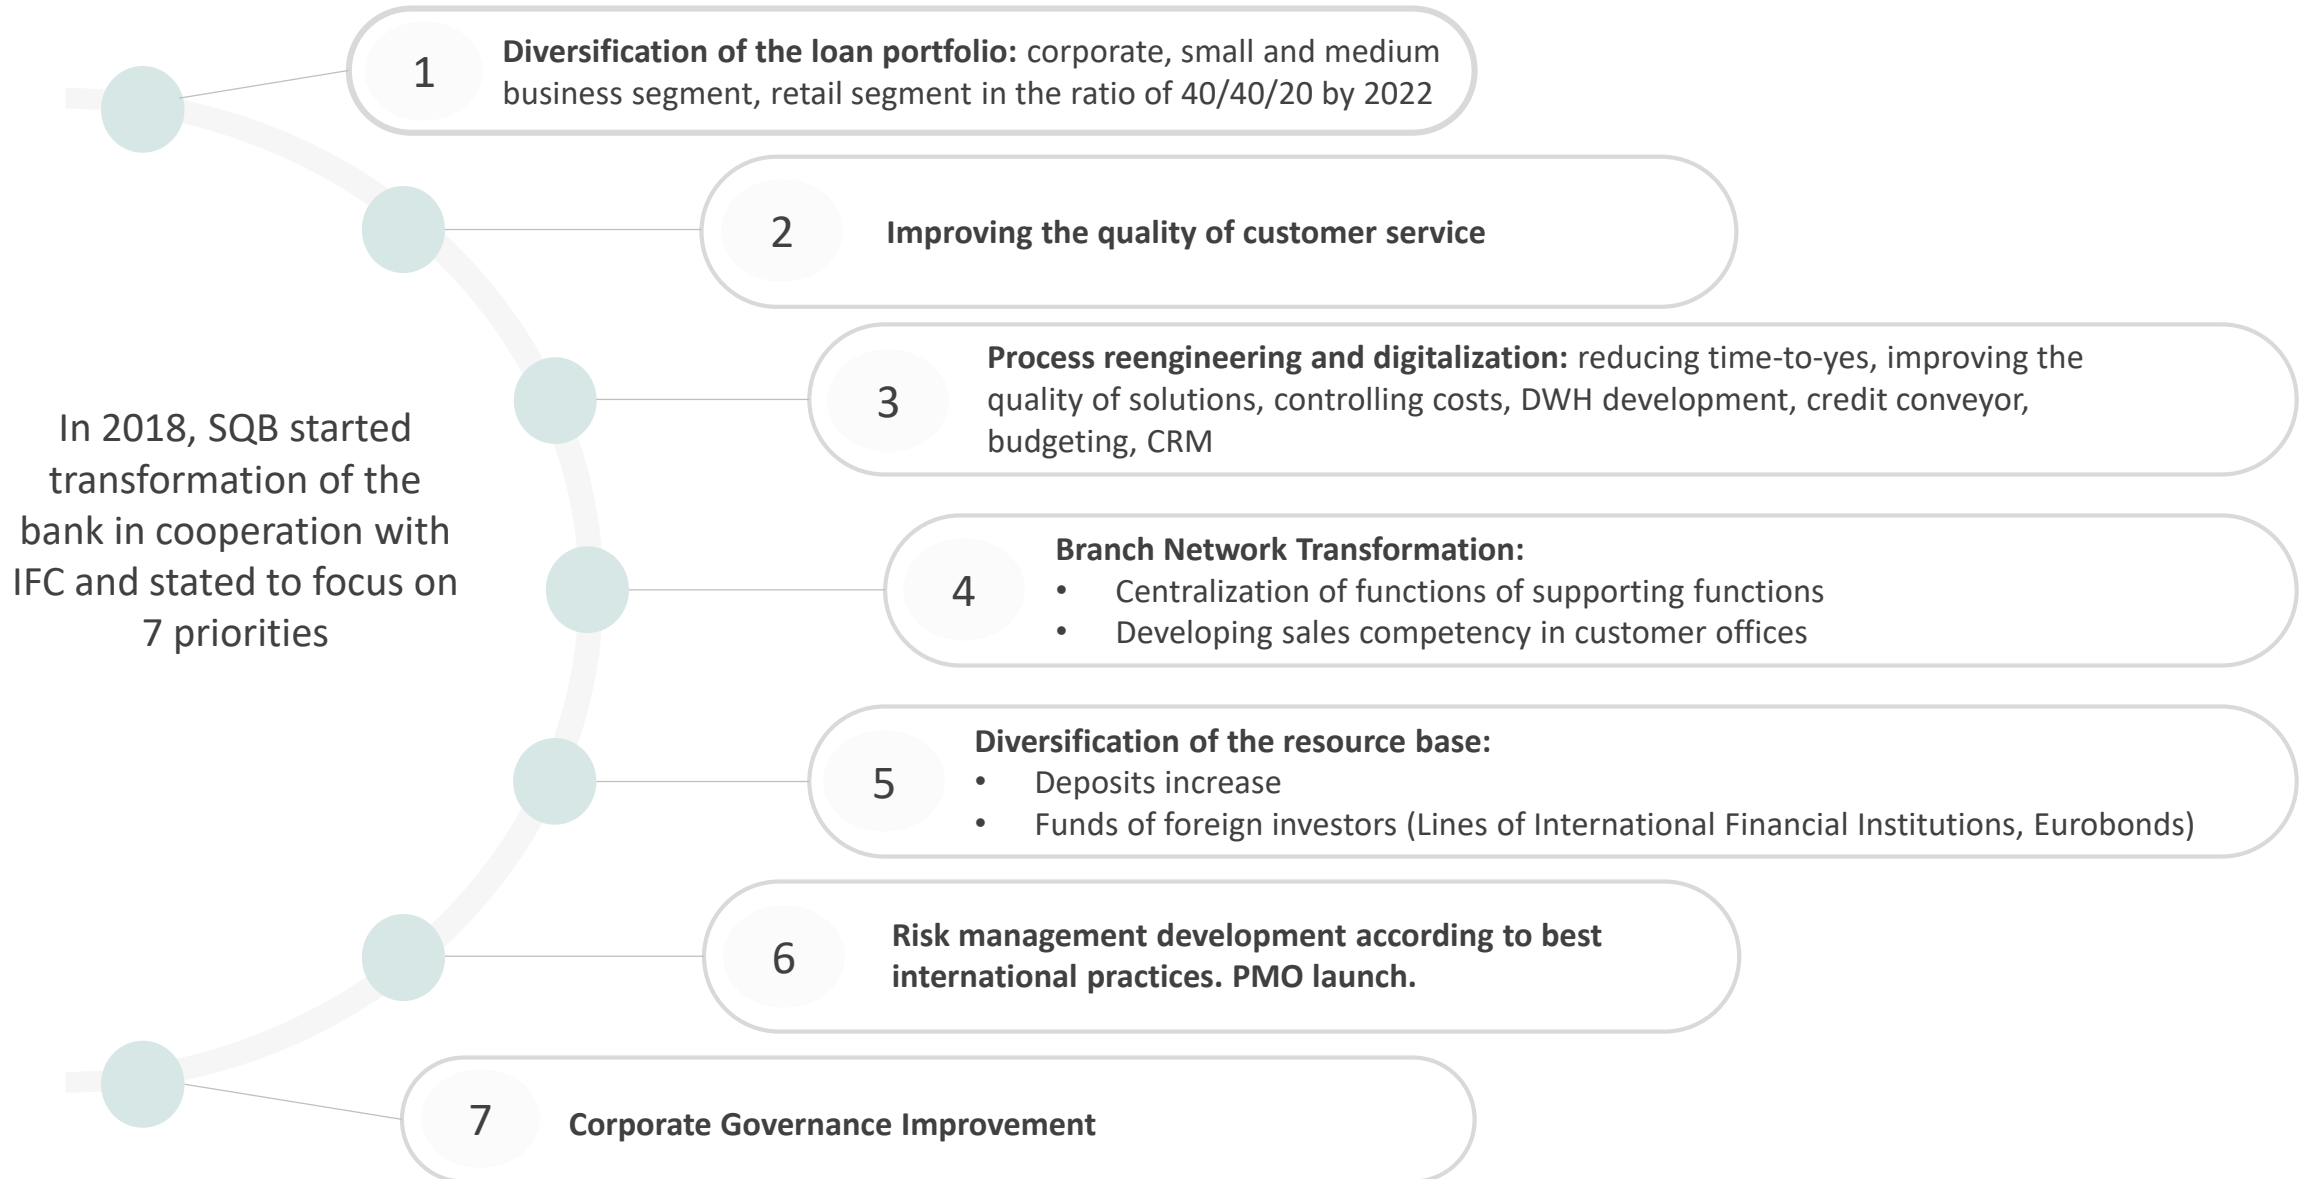 1
Diversification of the loan portfolio: corporate, small and medium
business segment, retail segment in the ratio of 40/40/20 by 2022
2
Improving the quality of customer service
3
Process reengineering and digitalization: reducing time-to-yes, improving the
quality of solutions, controlling costs, DWH development, credit conveyor,
budgeting, CRM
In 2018, SQB started
transformation of the
bank in cooperation with
IFC and stated to focus on
7 priorities
4
Branch Network Transformation:
• Centralization of functions of supporting functions
• Developing sales competency in customer offices
5
Diversification of the resource base:
• Deposits increase
• Funds of foreign investors (Lines of International Financial Institutions, Eurobonds)
6
Risk management development according to best
international practices. PMO launch.
7
Corporate Governance Improvement